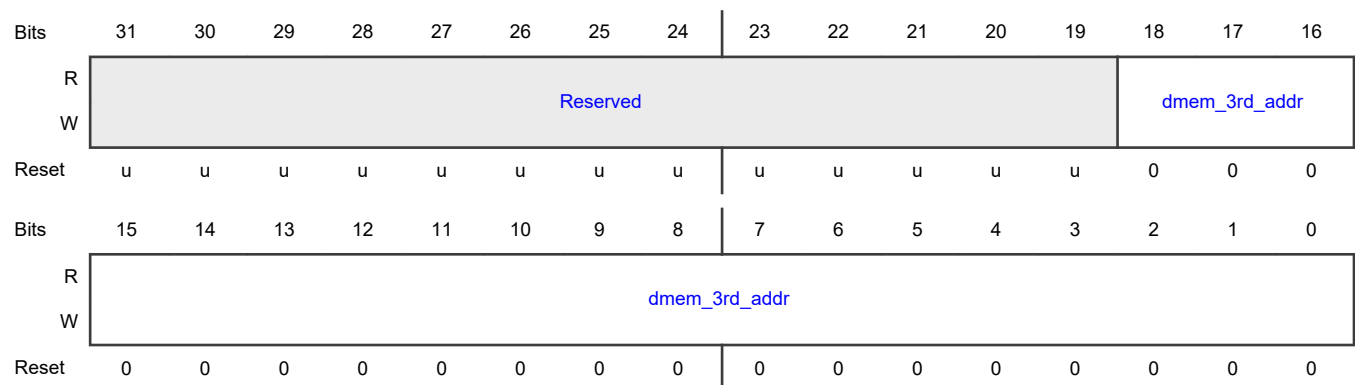 Bits 31 30 29 28 27 26 25 24 23 22 21 20 19 18 17 16
R
Reserved dmem_3rd_addr
W
Reset u u u u u u u u u u u u u 0 0 0
Bits 15 14 13 12 11 10 9 8 7 6 5 4 3 2 1 0
R
dmem_3rd_addr
W
Reset 0 0 0 0 0 0 0 0 0 0 0 0 0 0 0 0